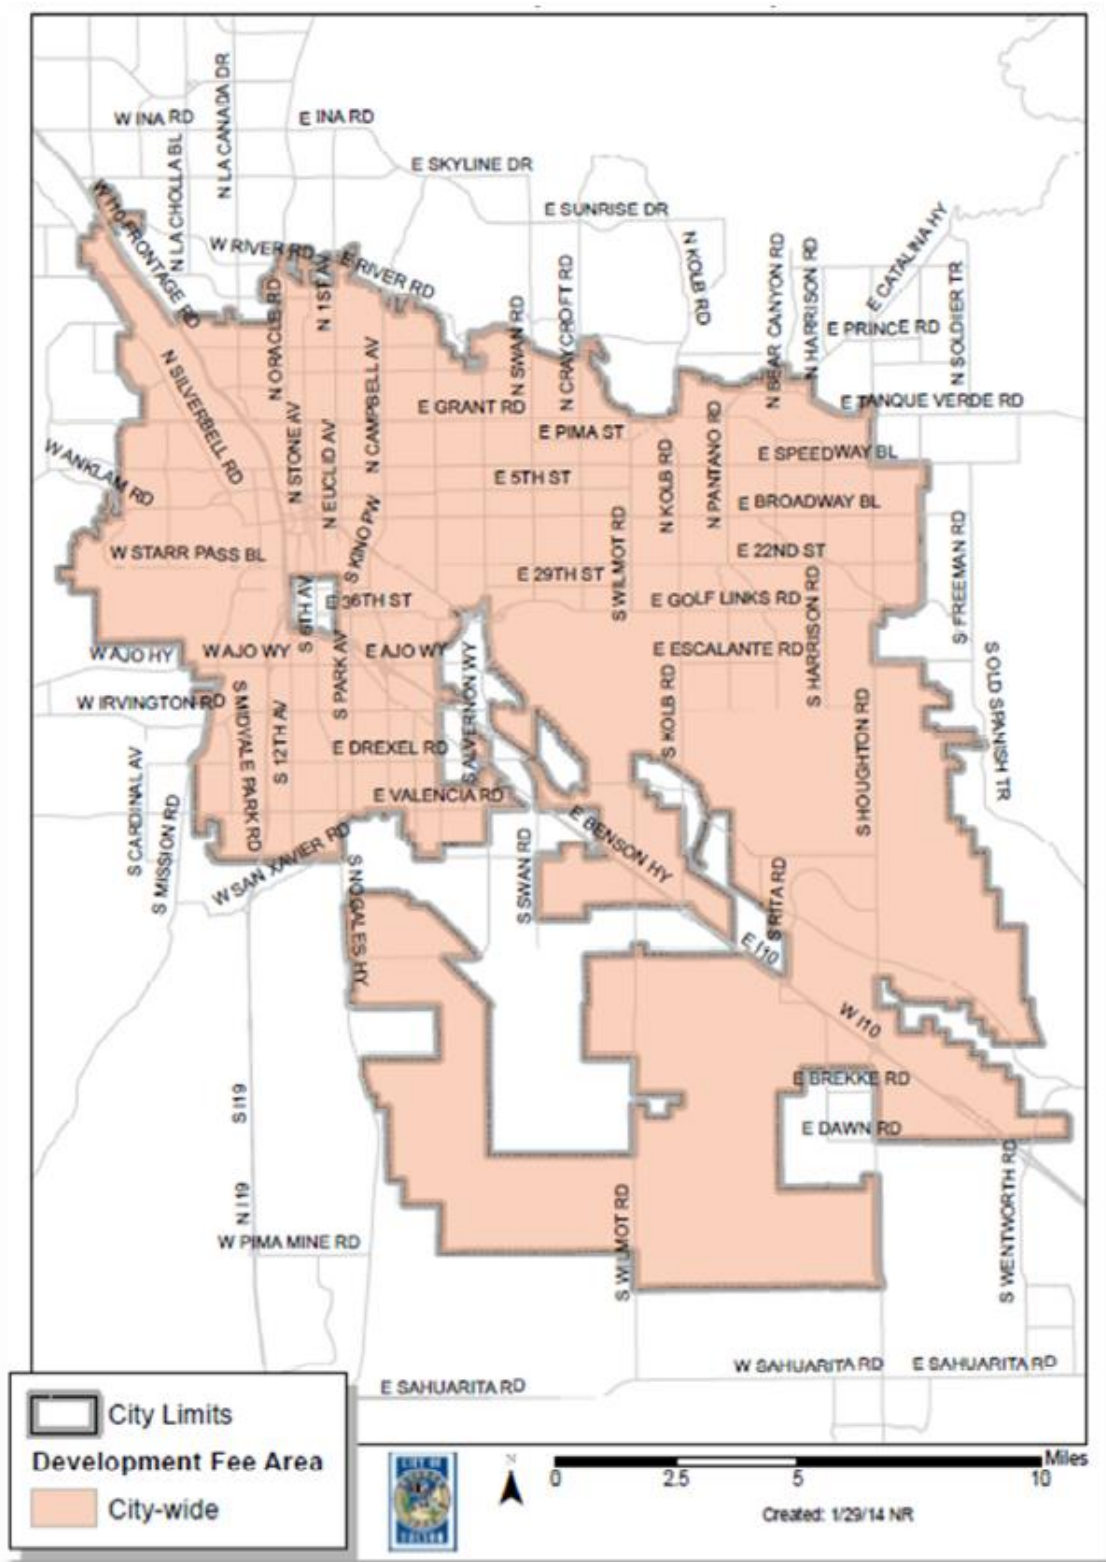 W INA RD
E INA RD
N LA CHOLLA BL
N LA CANADA DR
E SKYLINE DR
E SUNRISE DR
W I10 FRONTAGE RD
W RIVER RD
E RIVER RD
N ORACLE RD
N 1ST AV
N SWAN RD
N CRAYCROFT RD
N KOLB RD
N BEAR CANYON RD
N HARRISON RD
E CATALINA HY
N SOLDIER TR
E PRINCE RD
N SILVERBELL RD
N CAMPBELL AV
E GRANT RD
E TANQUE VERDE RD
N STONE AV
N EUCLID AV
E PIMA ST
N KOLB RD
N PANTANO RD
E SPEEDWAY BL
W ANKLAM RD
E 5TH ST
E BROADWAY BL
S KINO PW
S WILMOT RD
S FREEMAN RD
W STARR PASS BL
E 22ND ST
E 29TH ST
S 6TH AV
E 36TH ST
E GOLF LINKS RD
S HARRISON RD
W AJO HY
W AJO WY
E AJO WY
E ESCALANTE RD
S PARK AV
S ALVERNON WY
S OLD SPANISH TR
W IRVINGTON RD
S MIDVALE PARK RD
S 12TH AV
S KOLB RD
S HOUGHTON RD
E DREXEL RD
S CARDINAL AV
S MISSION RD
E VALENCIA RD
W SAN XAVIER RD
E BENSON HY
S NOGALES HY
S SWAN RD
S RITA RD
E I10
W I10
E BREKKE RD
S I19
E DAWN RD
N I19
W PIMA MINE RD
S WILMOT RD
S WENTWORTH RD
W SAHUARITA RD
E SAHUARITA RD
E SAHUARITA RD
City Limits
Development Fee Area
City-wide
CITY OF
TUCSON
N
0
2.5
5
10
Miles
Created: 1/29/14 NR